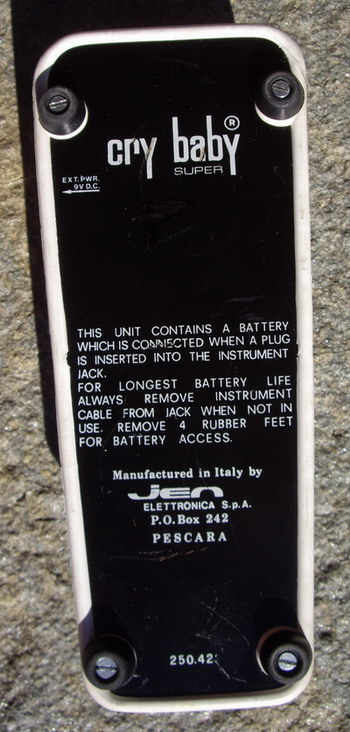 cry baby®
SUPER
EXT. PWR.
9V D.C.
THIS UNIT CONTAINS A BATTERY
WHICH IS CONNECTED WHEN A PLUG
IS INSERTED INTO THE INSTRUMENT
JACK.
FOR LONGEST BATTERY LIFE
ALWAYS REMOVE INSTRUMENT
CABLE FROM JACK WHEN NOT IN
USE. REMOVE 4 RUBBER FEET
FOR BATTERY ACCESS.
Manufactured in Italy by
Jen
ELETTRONICA S.p.A.
P.O. Box 242
PESCARA